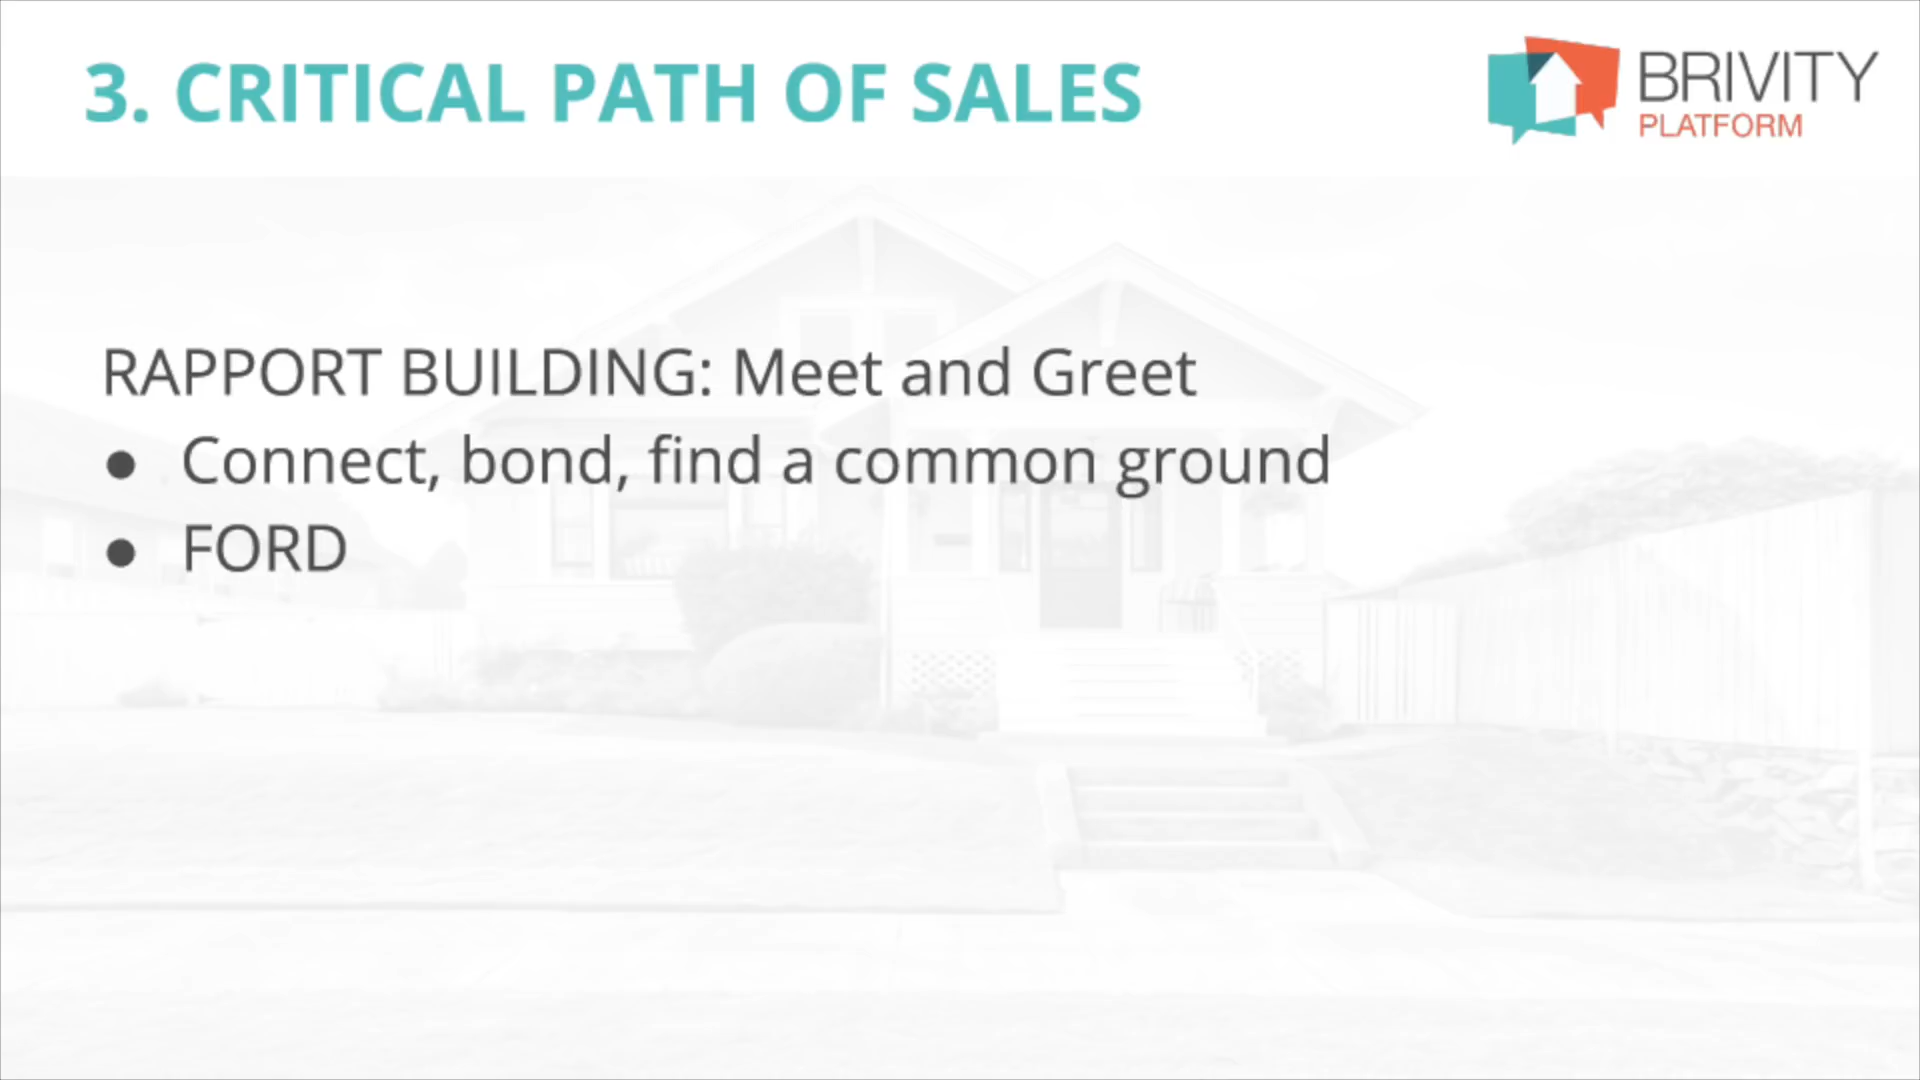 3. CRITICAL PATH OF SALES
BRIVITY
PLATFORM
RAPPORT BUILDING: Meet and Greet
● Connect, bond, find a common ground
● FORD